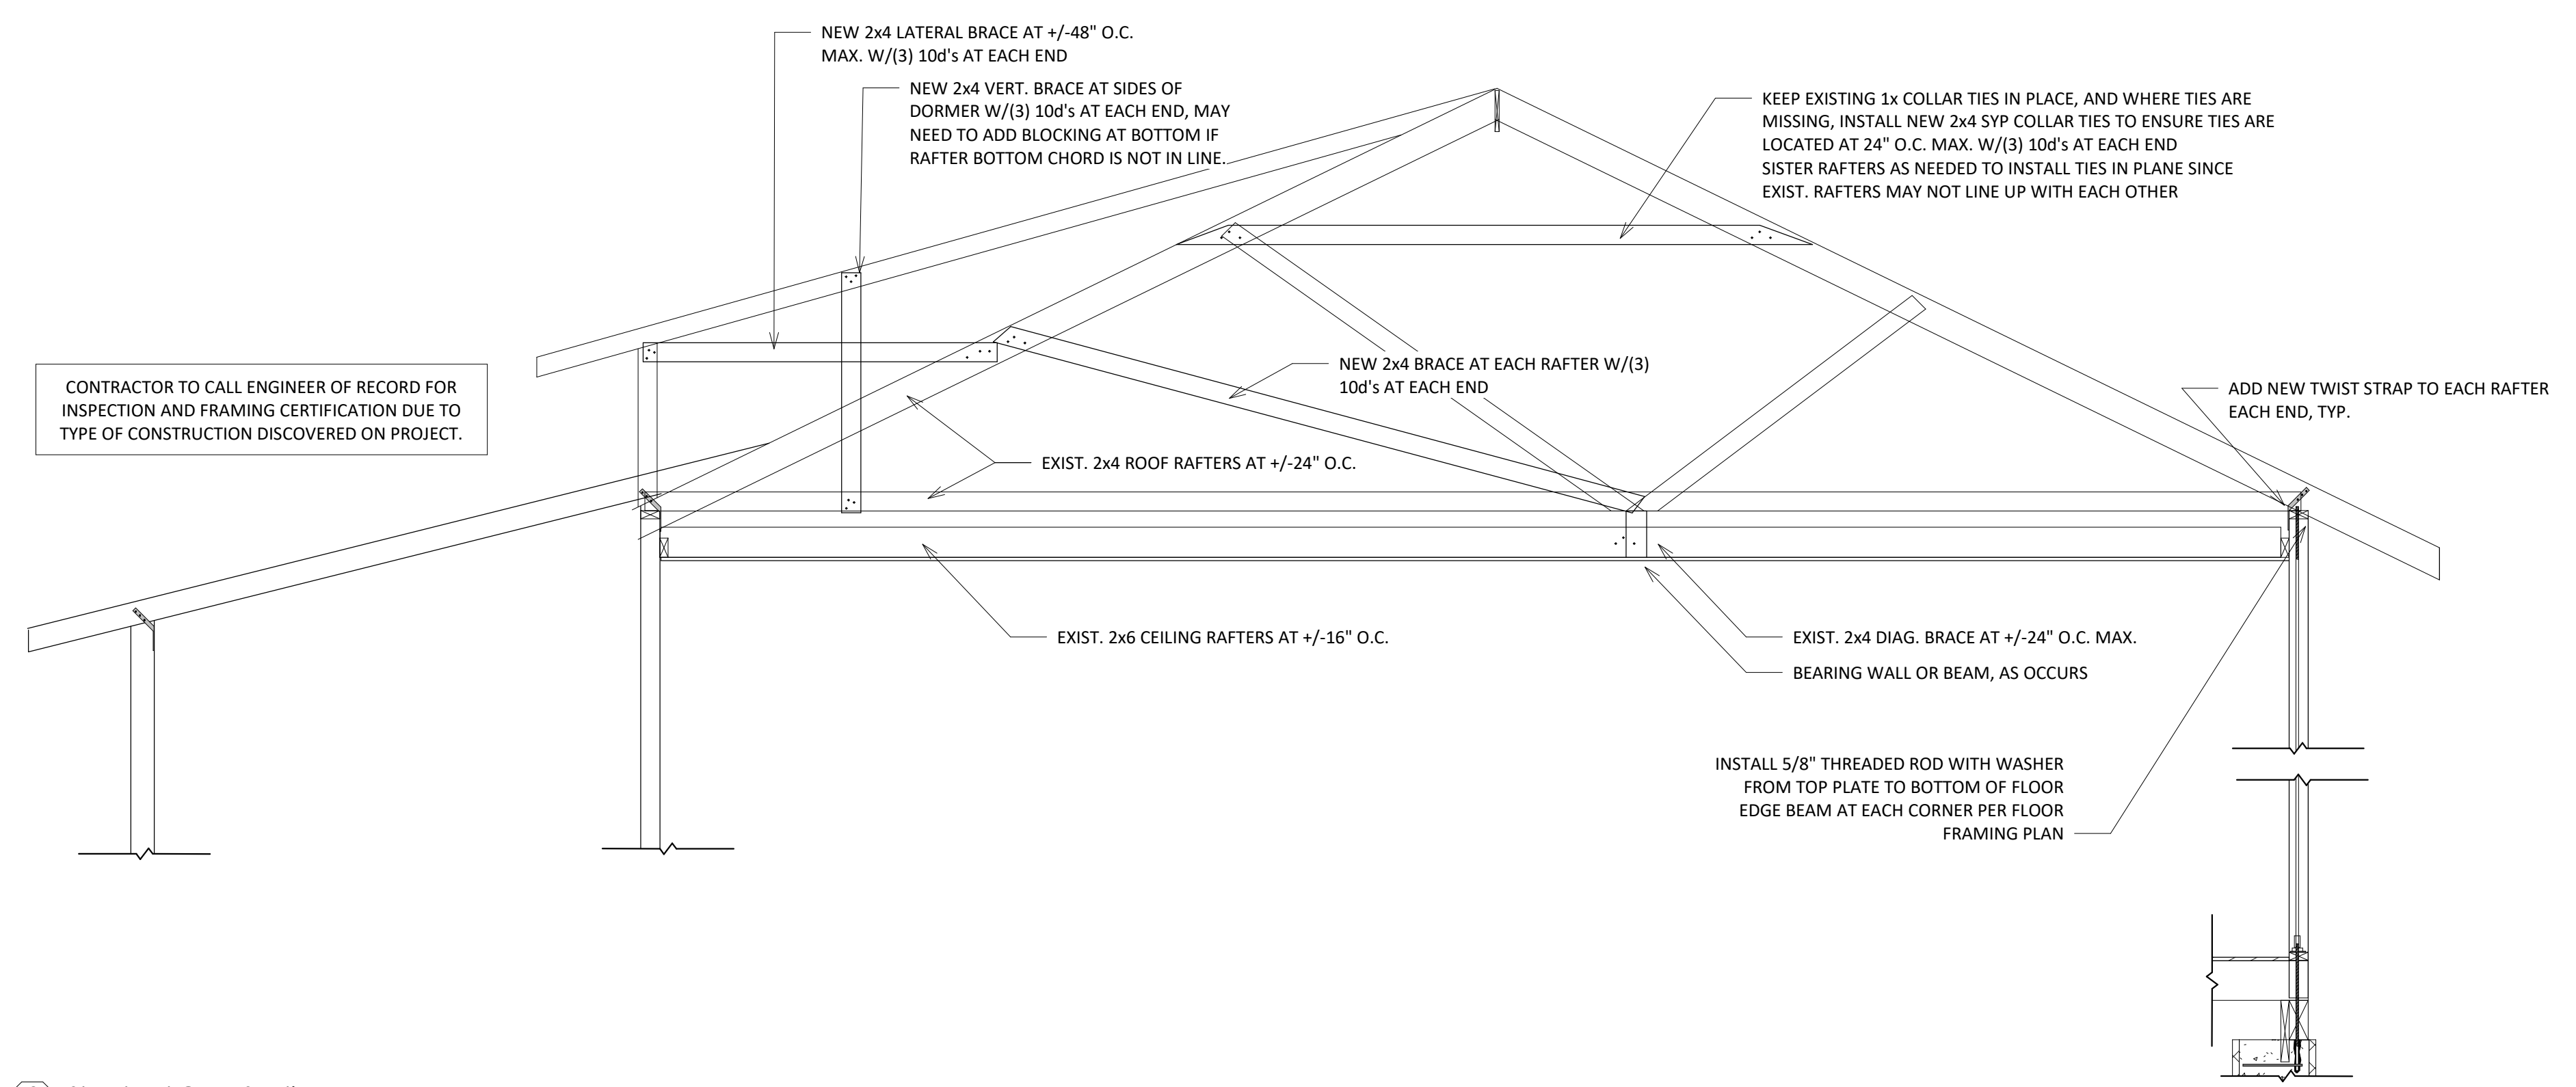 NEW 2x4 LATERAL BRACE AT +/-48" O.C.
MAX. W/(3) 10d's AT EACH END
NEW 2x4 VERT. BRACE AT SIDES OF
DORMER W/(3) 10d's AT EACH END, MAY
NEED TO ADD BLOCKING AT BOTTOM IF
RAFTER BOTTOM CHORD IS NOT IN LINE.
KEEP EXISTING 1x COLLAR TIES IN PLACE, AND WHERE TIES ARE
MISSING, INSTALL NEW 2x4 SYP COLLAR TIES TO ENSURE TIES ARE
LOCATED AT 24" O.C. MAX. W/(3) 10d's AT EACH END
SISTER RAFTERS AS NEEDED TO INSTALL TIES IN PLANE SINCE
EXIST. RAFTERS MAY NOT LINE UP WITH EACH OTHER
CONTRACTOR TO CALL ENGINEER OF RECORD FOR
INSPECTION AND FRAMING CERTIFICATION DUE TO
TYPE OF CONSTRUCTION DISCOVERED ON PROJECT.
NEW 2x4 BRACE AT EACH RAFTER W/(3)
10d's AT EACH END
ADD NEW TWIST STRAP TO EACH RAFTER
EACH END, TYP.
EXIST. 2x4 ROOF RAFTERS AT +/-24" O.C.
EXIST. 2x6 CEILING RAFTERS AT +/-16" O.C.
EXIST. 2x4 DIAG. BRACE AT +/-24" O.C. MAX.
BEARING WALL OR BEAM, AS OCCURS
INSTALL 5/8" THREADED ROD WITH WASHER
FROM TOP PLATE TO BOTTOM OF FLOOR
EDGE BEAM AT EACH CORNER PER FLOOR
FRAMING PLAN